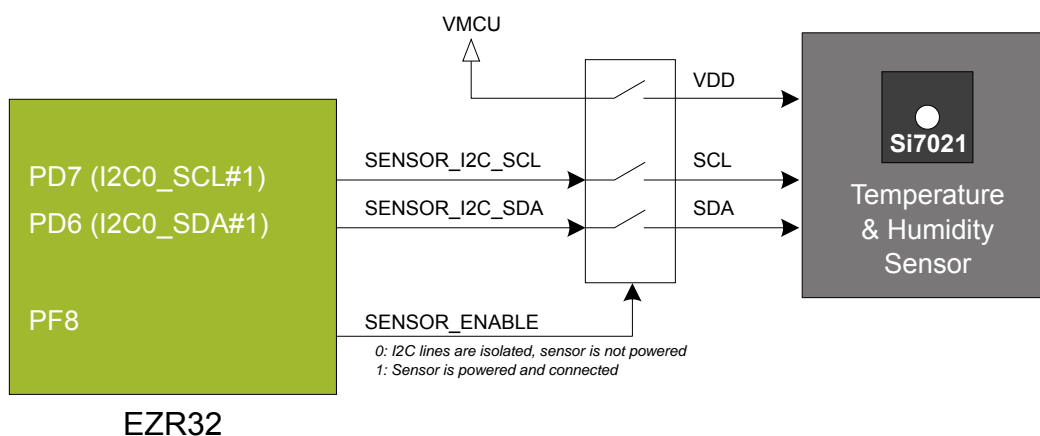 VMCU
VDD
Si7021
PD7 (I2C0_SCL#1)
SENSOR_I2C_SCL
SCL
PD6 (I2C0_SDA#1)
SENSOR_I2C_SDA
SDA
Temperature
& Humidity
Sensor
PF8
SENSOR_ENABLE
0: I2C lines are isolated, sensor is not powered
1: Sensor is powered and connected
EZR32